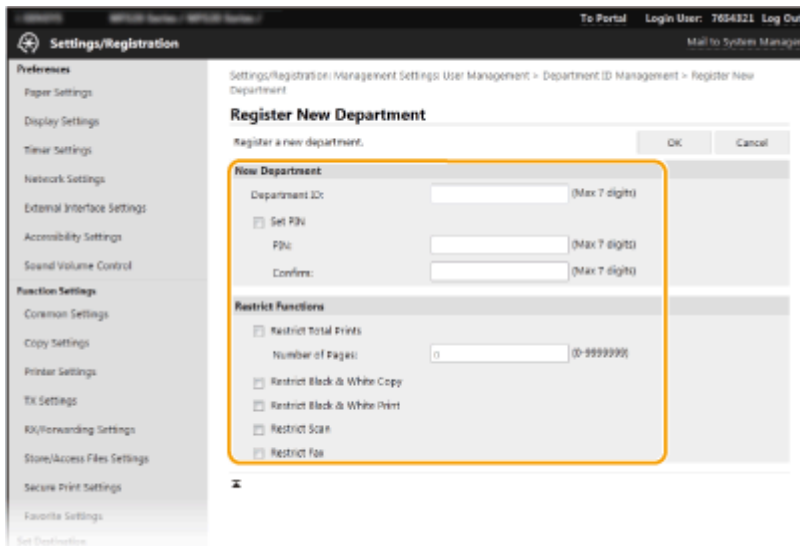 To Portal Login User: 7654321 Log Ou
Settings/Registration
Mail to System Manage
Preferences
Paper Settings
Display Settings
Timer Settings
Network Settings
External Interface Settings
Accessibility Settings
Sound Volume Control
Function Settings
Common Settings
Copy Settings
Printer Settings
TX Settings
RX/Forwarding Settings
Store/Access Files Settings
Secure Print Settings
Favorite Settings
Set Destination
Settings/Registration: Management Settings: User Management > Department ID Management > Register New
Department
Register New Department
Register a new department.
OK
Cancel
New Department
Department ID: (Max 7 digits)
Set PIN
PIN: (Max 7 digits)
Confirm: (Max 7 digits)
Restrict Functions
Restrict Total Prints
Number of Pages: 0 (0-9999999)
Restrict Black & White Copy
Restrict Black & White Print
Restrict Scan
Restrict Fax